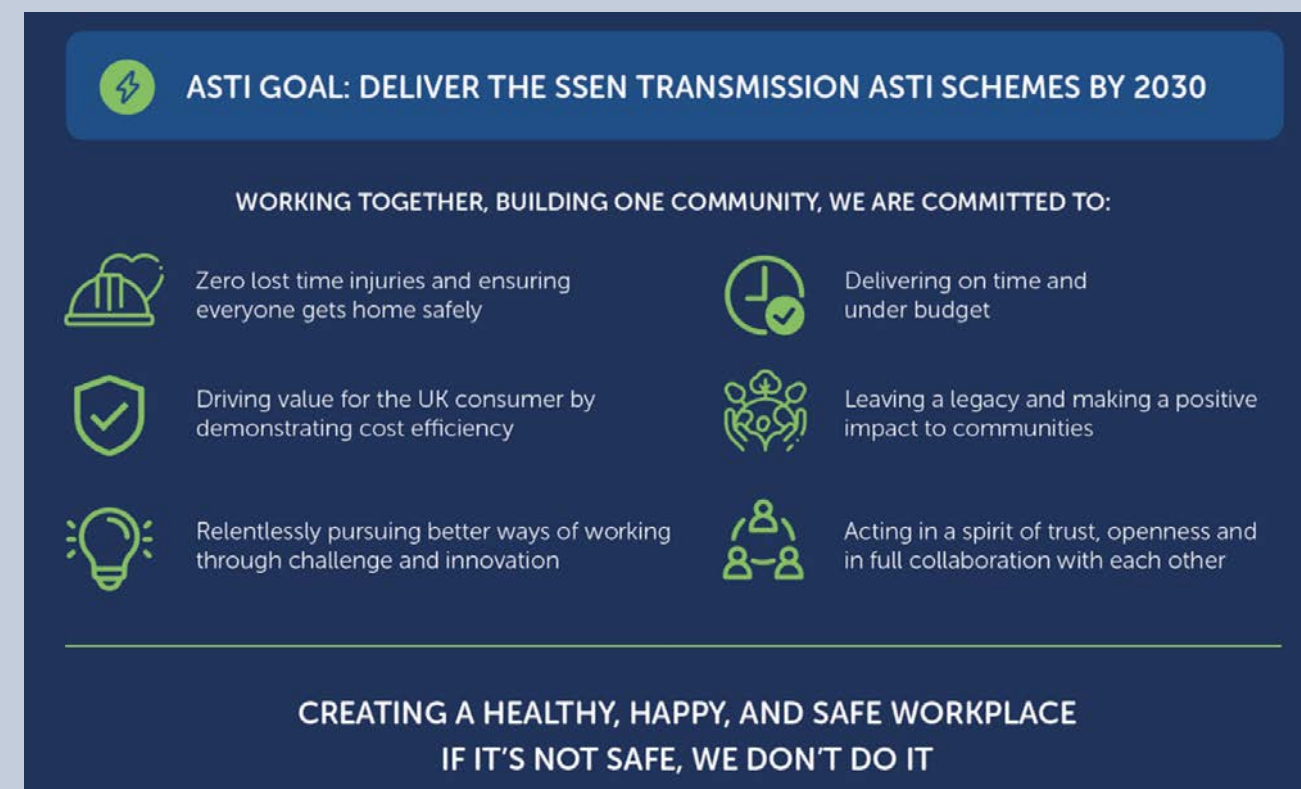 ASTI GOAL: DELIVER THE SSEN TRANSMISSION ASTI SCHEMES BY 2030
WORKING TOGETHER, BUILDING ONE COMMUNITY, WE ARE COMMITTED TO:
Zero lost time injuries and ensuring
everyone gets home safely
Delivering on time and
under budget
Driving value for the UK consumer by
demonstrating cost efficiency
Leaving a legacy and making a positive
impact to communities
Relentlessly pursuing better ways of working
through challenge and innovation
Acting in a spirit of trust, openness and
in full collaboration with each other
CREATING A HEALTHY, HAPPY, AND SAFE WORKPLACE
IF IT'S NOT SAFE, WE DON'T DO IT